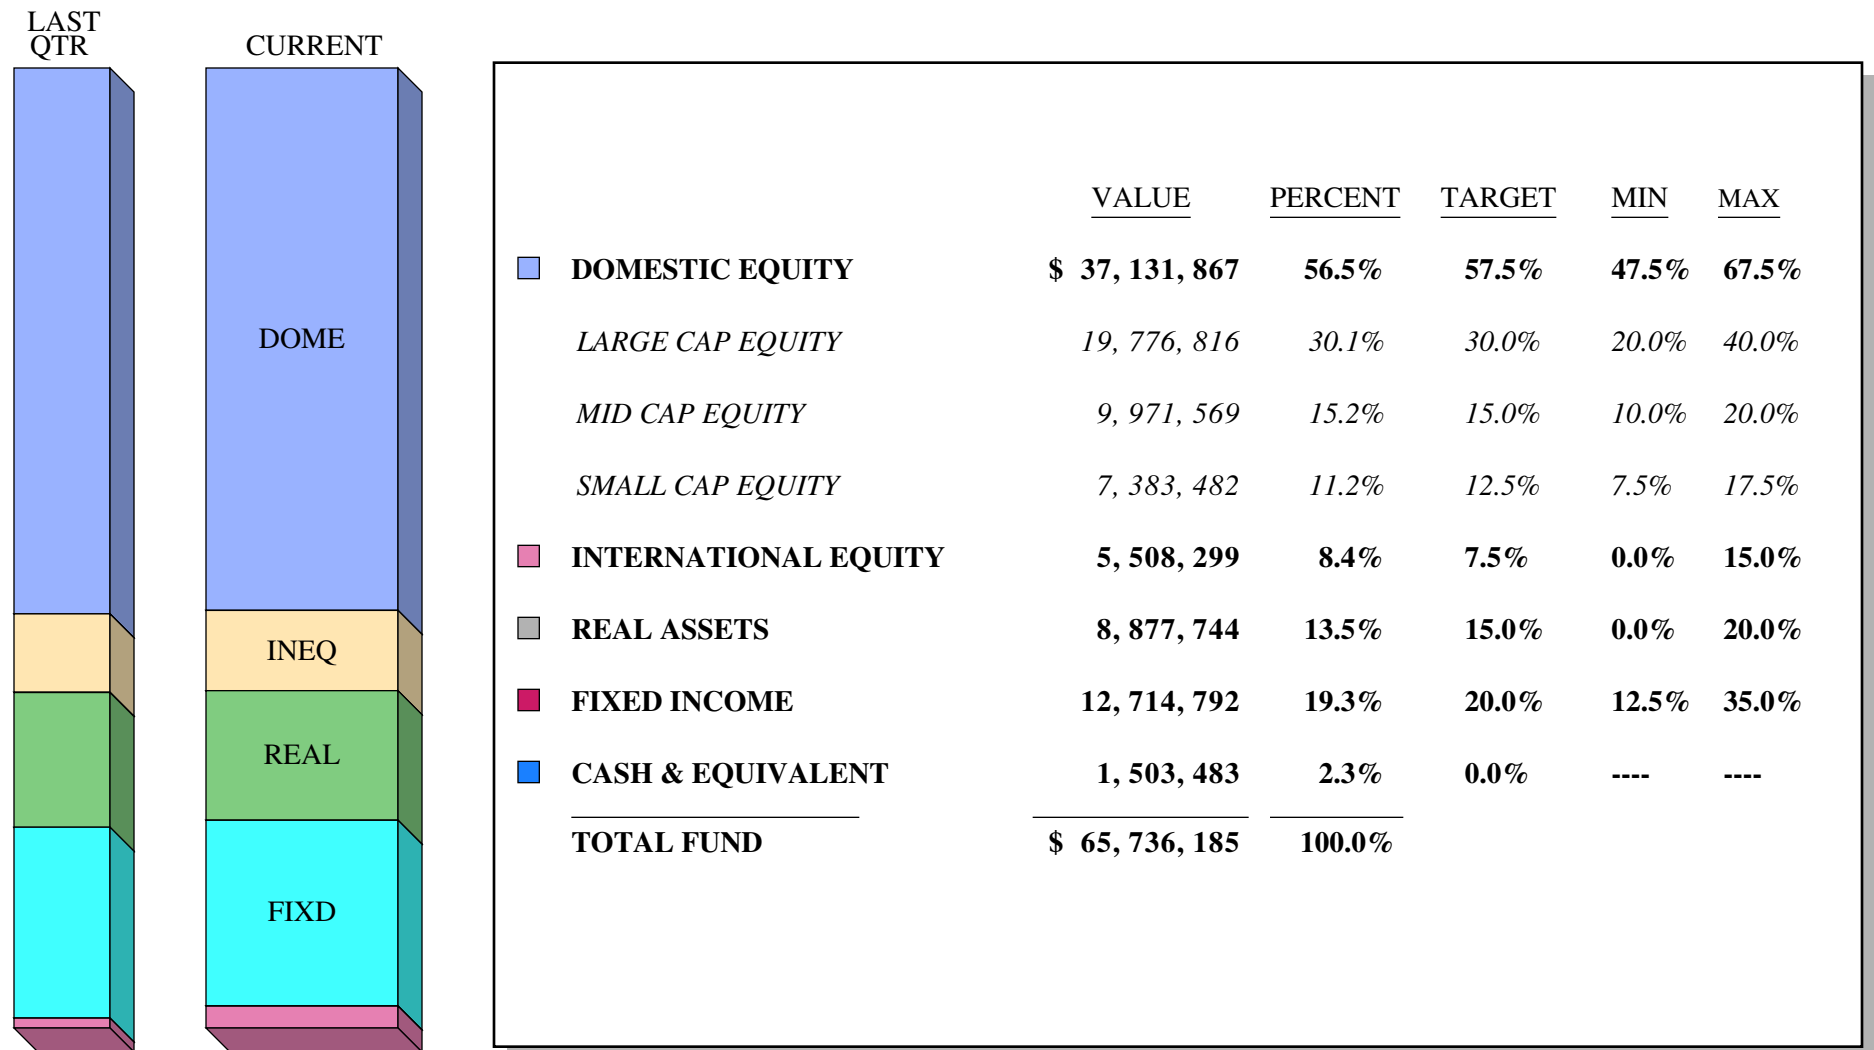 LAST
QTR
CURRENT
DOME
INEQ
REAL
FIXD
VALUE PERCENT TARGET MIN MAX
DOMESTIC EQUITY $ 37, 131, 867 56.5% 57.5% 47.5% 67.5%
LARGE CAP EQUITY 19, 776, 816 30.1% 30.0% 20.0% 40.0%
MID CAP EQUITY 9, 971, 569 15.2% 15.0% 10.0% 20.0%
SMALL CAP EQUITY 7, 383, 482 11.2% 12.5% 7.5% 17.5%
INTERNATIONAL EQUITY 5, 508, 299 8.4% 7.5% 0.0% 15.0%
REAL ASSETS 8, 877, 744 13.5% 15.0% 0.0% 20.0%
FIXED INCOME 12, 714, 792 19.3% 20.0% 12.5% 35.0%
CASH & EQUIVALENT 1, 503, 483 2.3% 0.0% ---- ----
TOTAL FUND $ 65, 736, 185 100.0%